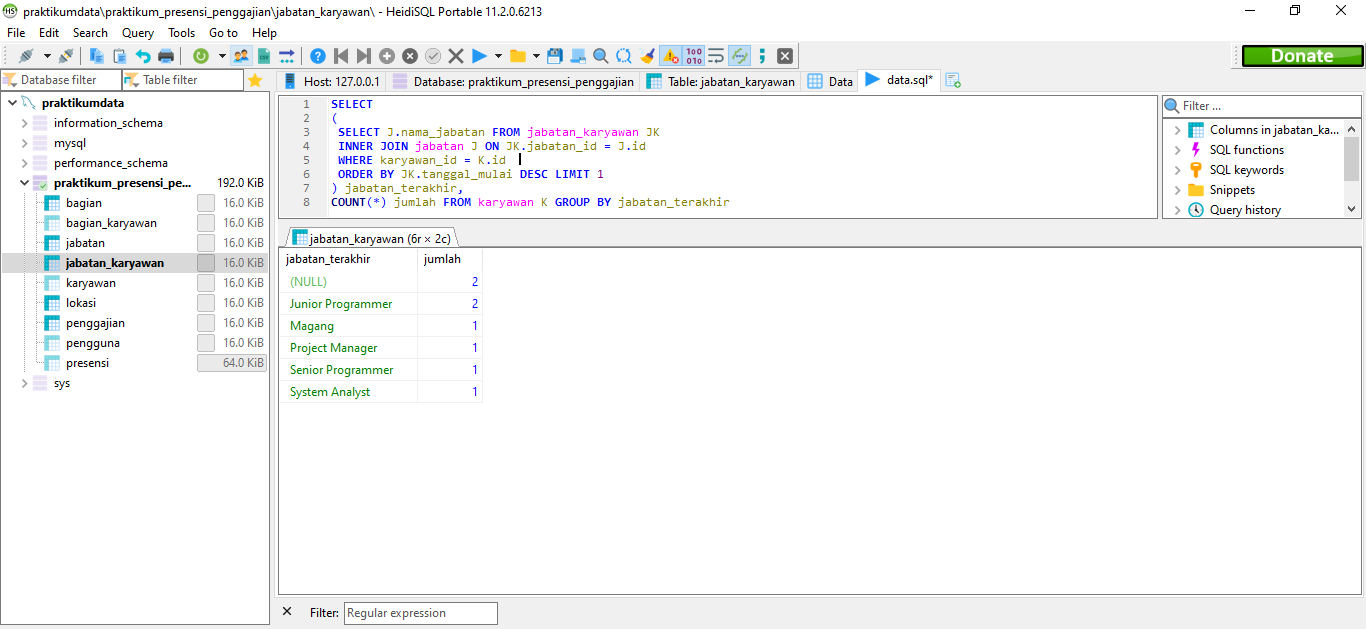 praktikumdata\praktikum_presensi_penggajian\jabatan_karyawan\ - HeidiSQL Portable 11.2.0.6213
File Edit Search Query Tools Go to Help
Donate
Database filter Table filter
Host: 127.0.0.1 Database: praktikum_presensi_penggajian Table: jabatan_karyawan Data data.sql*
praktikumdata
information_schema
mysql
performance_schema
praktikum_presensi_pe... 192.0 KiB
bagian 16.0 KiB
bagian_karyawan 16.0 KiB
jabatan 16.0 KiB
jabatan_karyawan 16.0 KiB
karyawan 16.0 KiB
lokasi 16.0 KiB
penggajian 16.0 KiB
pengguna 16.0 KiB
presensi 64.0 KiB
sys
1 SELECT
2 (
3 SELECT J.nama_jabatan FROM jabatan_karyawan JK
4 INNER JOIN jabatan J ON JK.jabatan_id = J.id
5 WHERE karyawan_id = K.id
6 ORDER BY JK.tanggal_mulai DESC LIMIT 1
7 ) jabatan_terakhir,
8 COUNT(*) jumlah FROM karyawan K GROUP BY jabatan_terakhir
Filter ...
Columns in jabatan_ka...
SQL functions
SQL keywords
Snippets
Query history
jabatan_karyawan (6r × 2c)
jabatan_terakhir jumlah
(NULL) 2
Junior Programmer 2
Magang 1
Project Manager 1
Senior Programmer 1
System Analyst 1
Filter: Regular expression